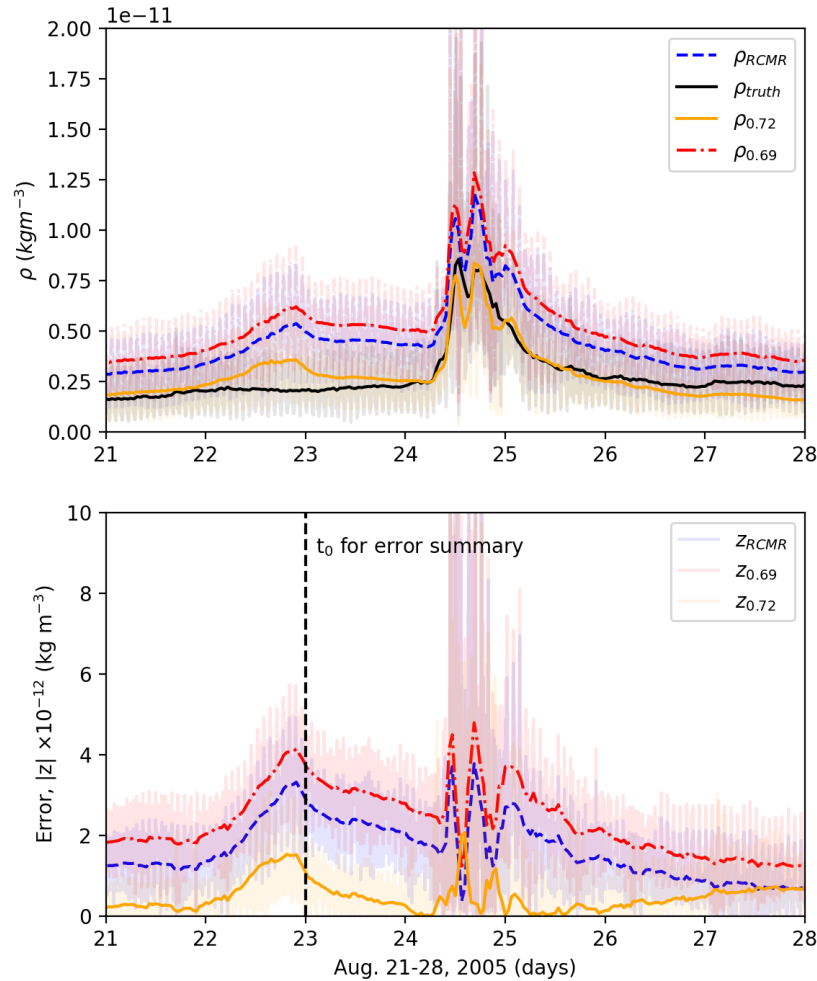 1e−11
2.00
1.75
1.50
1.25
1.00
0.75
0.50
0.25
0.00
ρ (kgm⁻³)
ρ_RCMR
ρ_truth
ρ_0.72
ρ_0.69
21 22 23 24 25 26 27 28
10
8
6
4
2
0
Error, |z| ×10⁻¹² (kg m⁻³)
t₀ for error summary
z_RCMR
z_0.69
z_0.72
21 22 23 24 25 26 27 28
Aug. 21-28, 2005 (days)